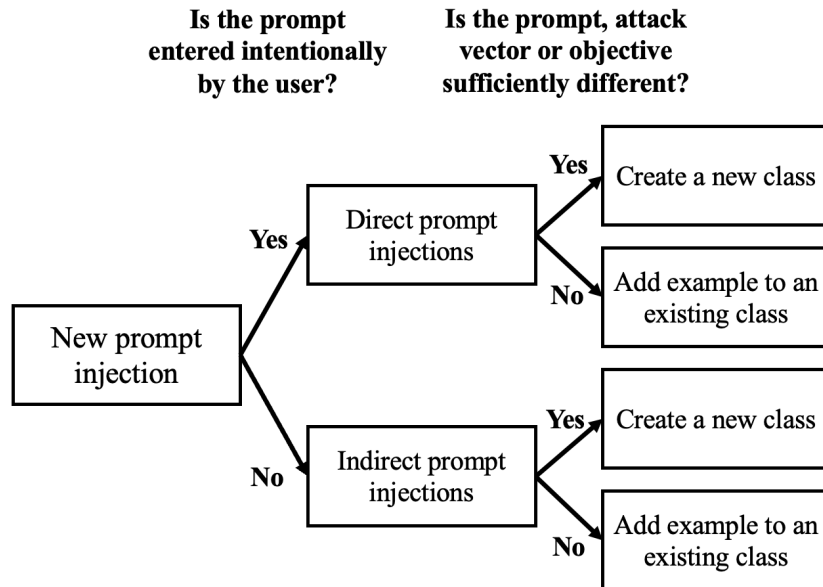 Is the prompt
entered intentionally
by the user?
Is the prompt, attack
vector or objective
sufficiently different?
New prompt
injection
Yes
No
Direct prompt
injections
Yes
No
Create a new class
Add example to an
existing class
Indirect prompt
injections
Yes
No
Create a new class
Add example to an
existing class